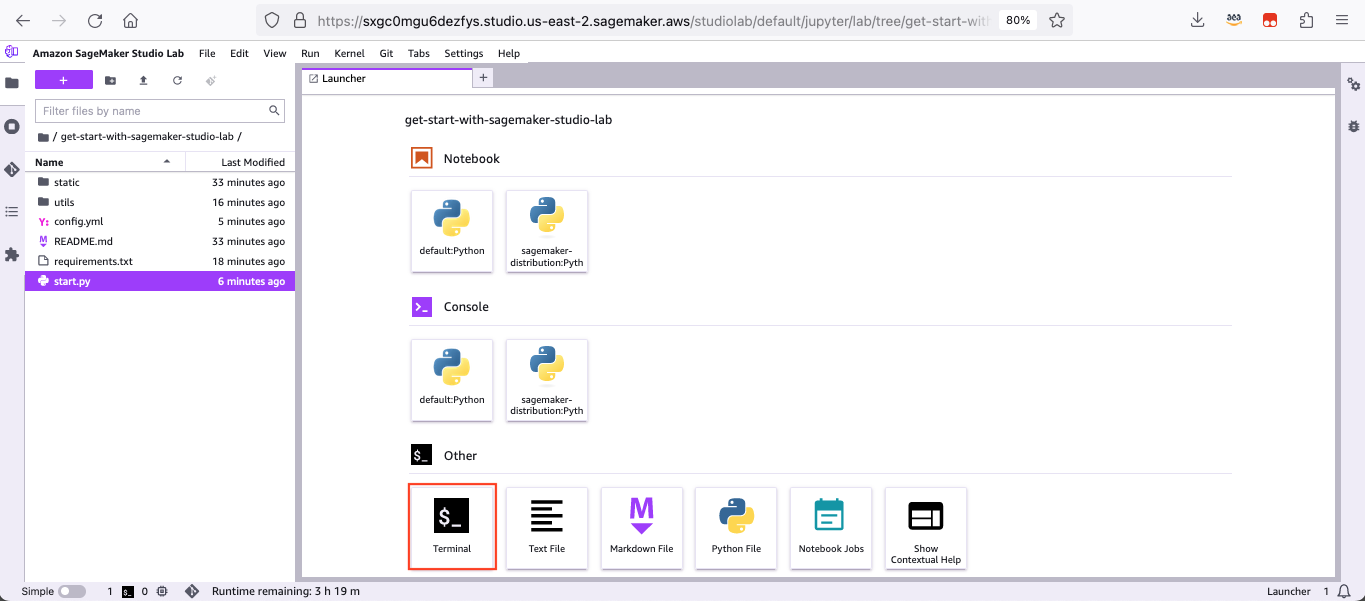 https://sxgc0mgu6dezfys.studio.us-east-2.sagemaker.aws/studiolab/default/jupyter/lab/tree/get-start-with 80%
Amazon SageMaker Studio Lab File Edit View Run Kernel Git Tabs Settings Help
+
Launcher +
Filter files by name
/ get-start-with-sagemaker-studio-lab /
Name Last Modified
static 33 minutes ago
utils 16 minutes ago
Y: config.yml 5 minutes ago
M README.md 33 minutes ago
requirements.txt 18 minutes ago
start.py 6 minutes ago
get-start-with-sagemaker-studio-lab
Notebook
default:Python
sagemaker-
distribution:Pyth
>_ Console
default:Python
sagemaker-
distribution:Pyth
$_ Other
$_
Terminal
Text File
M
Markdown File
Python File
Notebook Jobs
Show
Contextual Help
Simple 1 $_ 0 Runtime remaining: 3 h 19 m Launcher 1